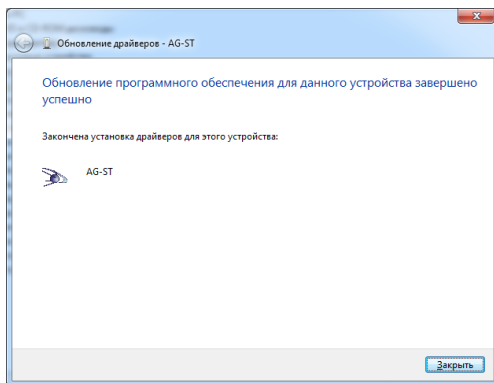 Обновление драйверов - AG-ST
Обновление программного обеспечения для данного устройства завершено
успешно
Закончена установка драйверов для этого устройства:
AG-ST
Закрыть